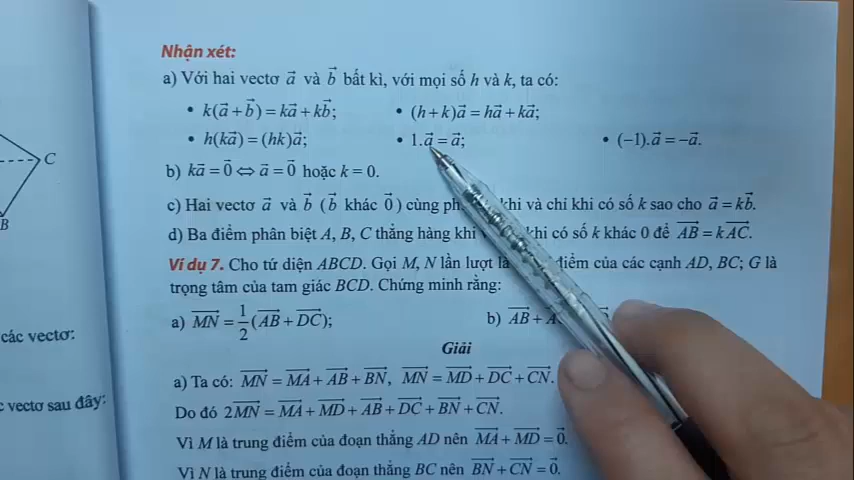 Nhận xét:
a) Với hai vectơ a⃗ và b⃗ bất kì, với mọi số h và k, ta có:
• k(a⃗ + b⃗) = ka⃗ + kb⃗; • (h + k)a⃗ = ha⃗ + ka⃗;
• h(ka⃗) = (hk)a⃗; • 1.a⃗ = a⃗; • (−1).a⃗ = −a⃗.
b) ka⃗ = 0⃗ ⇔ a⃗ = 0⃗ hoặc k = 0.
c) Hai vectơ a⃗ và b⃗ (b⃗ khác 0⃗) cùng khi và chỉ khi có số k sao cho a⃗ = kb⃗.
d) Ba điểm phân biệt A, B, C thẳng hàng khi khi có số k khác 0 để AB⃗ = kAC⃗.
Ví dụ 7. Cho tứ diện ABCD. Gọi M, N lần lượt điểm của các cạnh AD, BC; G là
trọng tâm của tam giác BCD. Chứng minh rằng:
a) MN⃗ = 1/2(AB⃗ + DC⃗); b) AB⃗ +
Giải
a) Ta có: MN⃗ = MA⃗ + AB⃗ + BN⃗, MN⃗ = MD⃗ + DC⃗ + CN⃗.
Do đó 2MN⃗ = MA⃗ + MD⃗ + AB⃗ + DC⃗ + BN⃗ + CN⃗.
Vì M là trung điểm của đoạn thẳng AD nên MA⃗ + MD⃗ = 0⃗.
Vì N là trung điểm của đoạn thẳng BC nên BN⃗ + CN⃗ = 0⃗.
C
B
các vectơ:
vectơ sau đây: